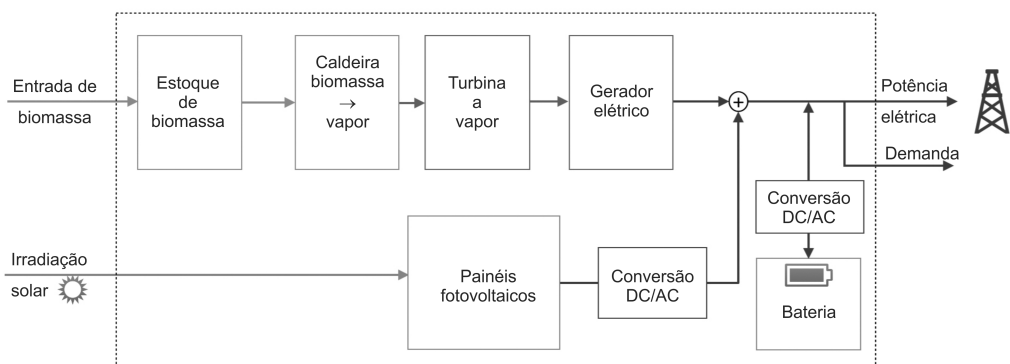 Entrada de
biomassa
Estoque
de
biomassa
Caldeira
biomassa
→
vapor
Turbina
a
vapor
Gerador
elétrico
+
Potência
elétrica
Demanda
Conversão
DC/AC
Irradiação
solar
Painéis
fotovoltaicos
Conversão
DC/AC
Bateria